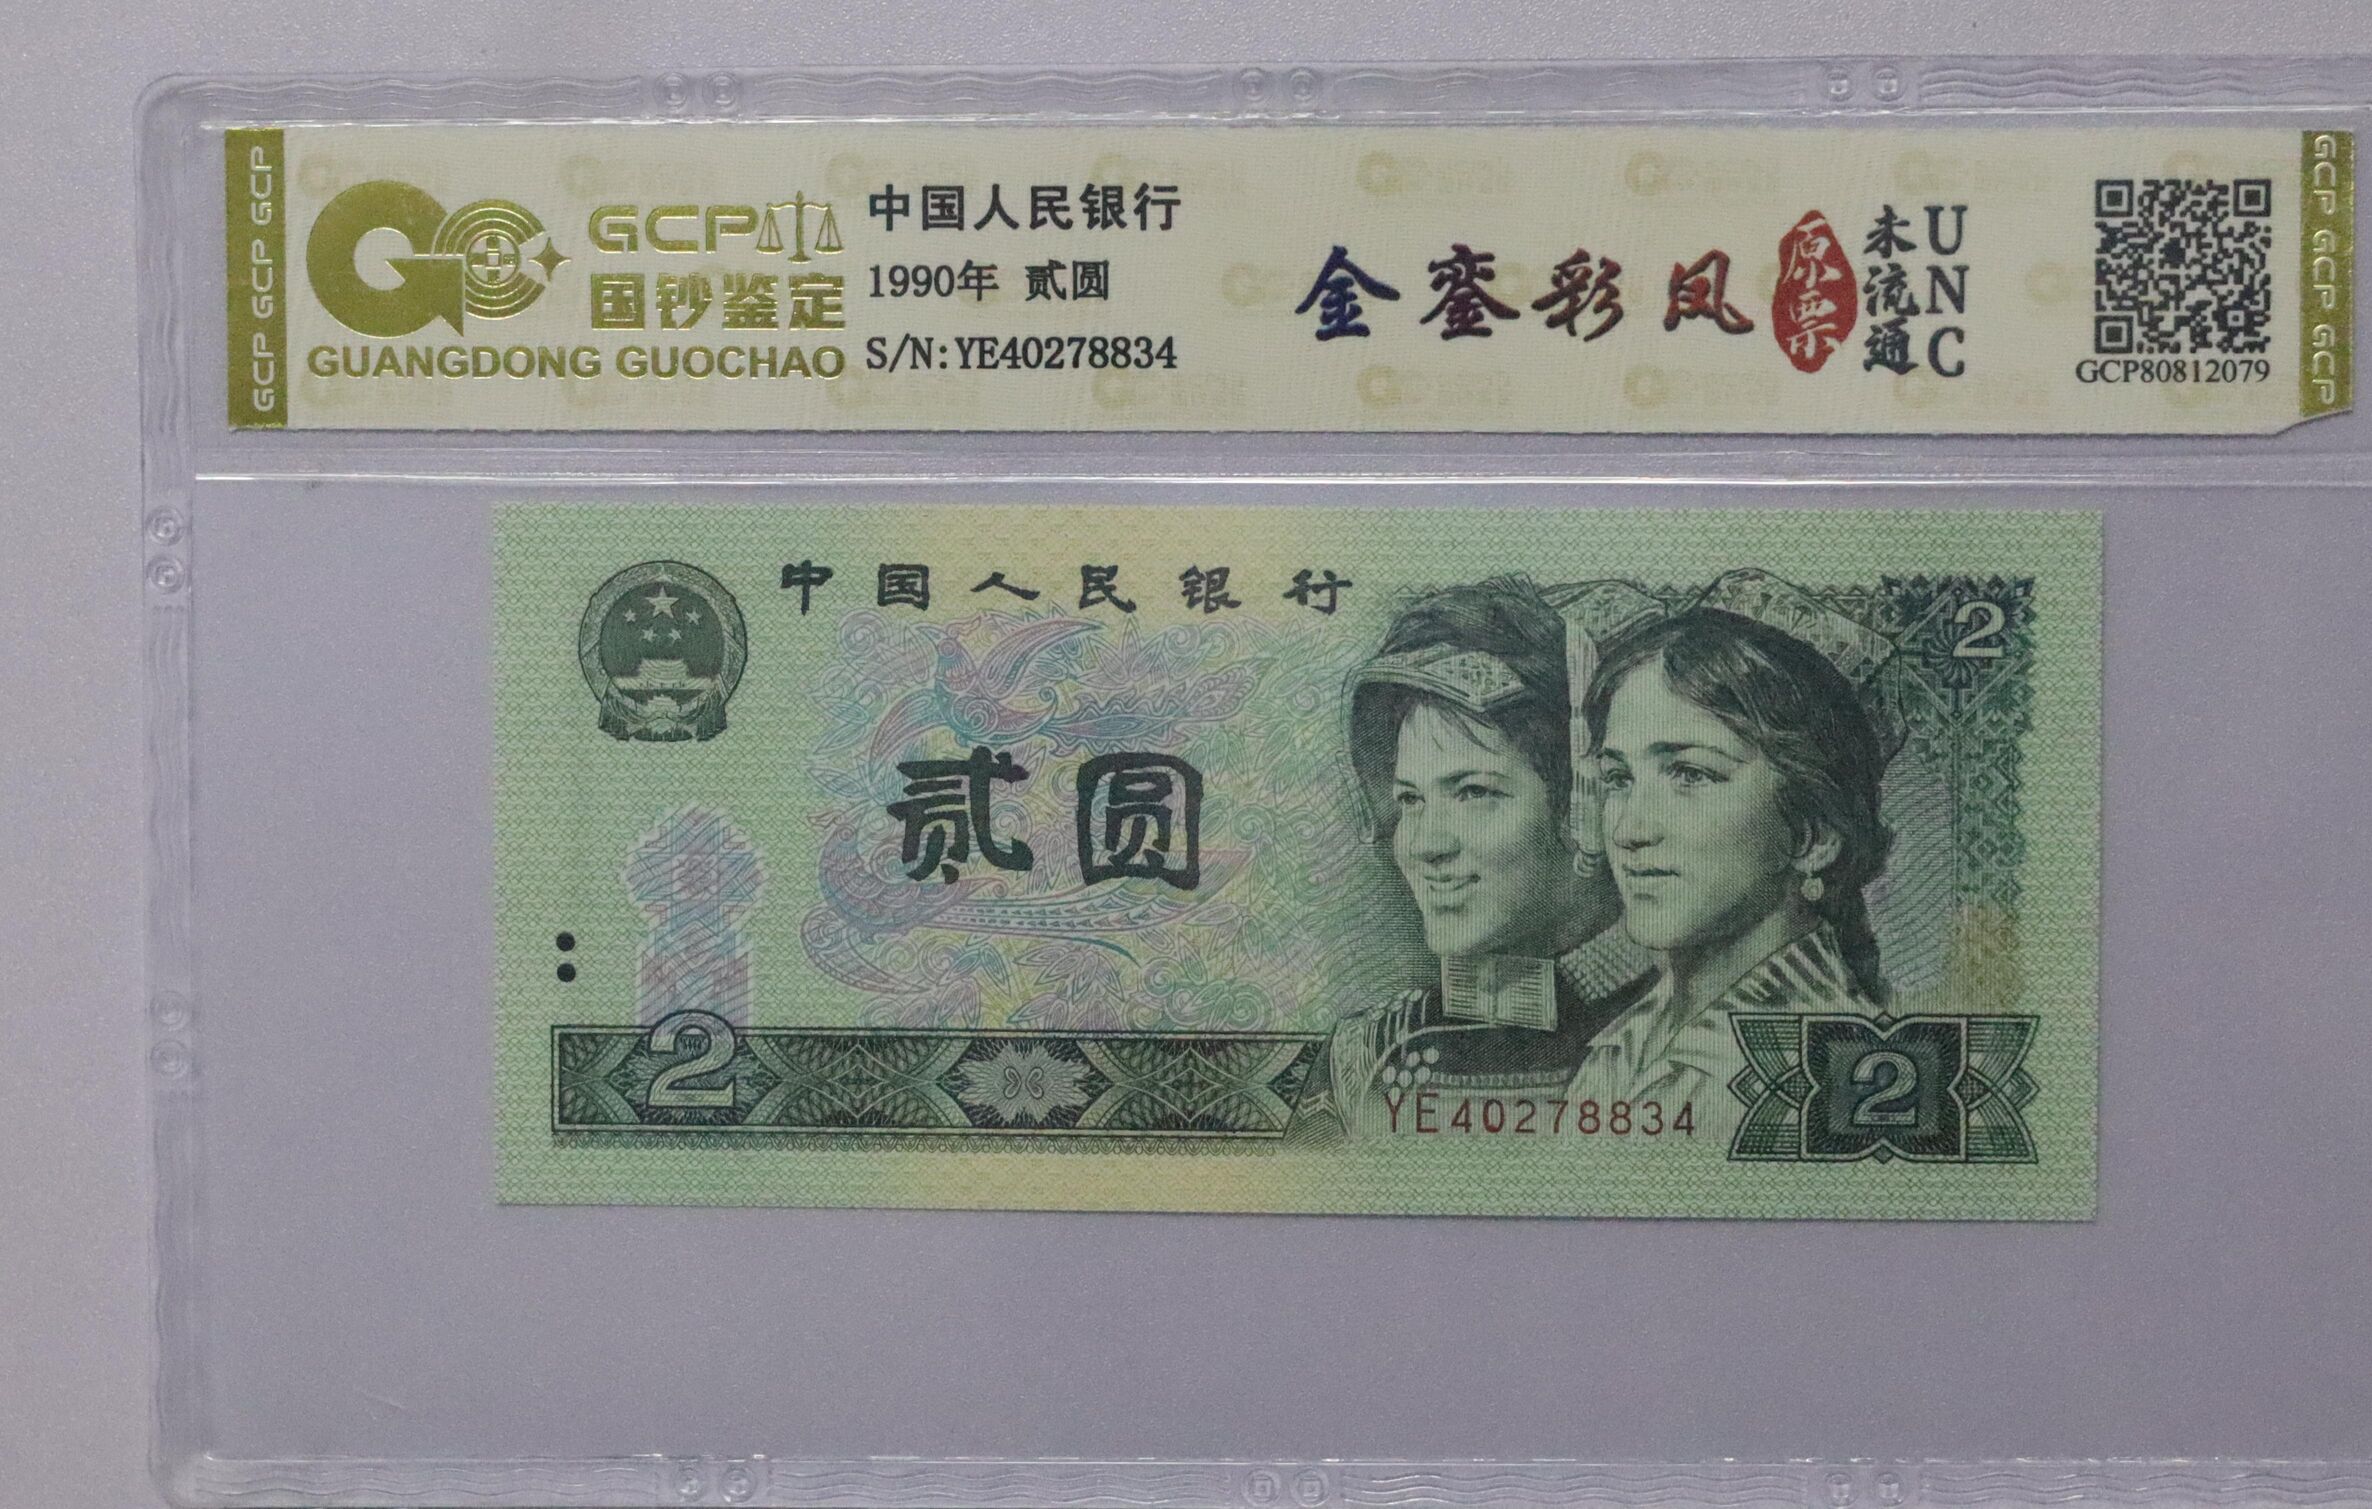 GCP GCP GCP
GC
GCP
国钞鉴定
GUANGDONG GUOCHAO
中国人民银行
1990年 贰圆
S/N:YE40278834
金銮彩凤
原票
未流通
UNC
GCP80812079
GCP GCP GCP
中国人民银行
2
贰圆
2
YE40278834
2